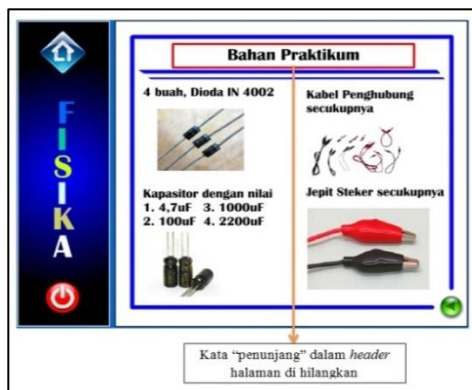 Bahan Praktikum
FISIKA
4 buah, Dioda IN 4002
Kapasitor dengan nilai
1. 4,7uF 3. 1000uF
2. 100uF 4. 2200uF
Kabel Penghubung
secukupnya
Jepit Steker secukupnya
Kata “penunjang” dalam header
halaman di hilangkan